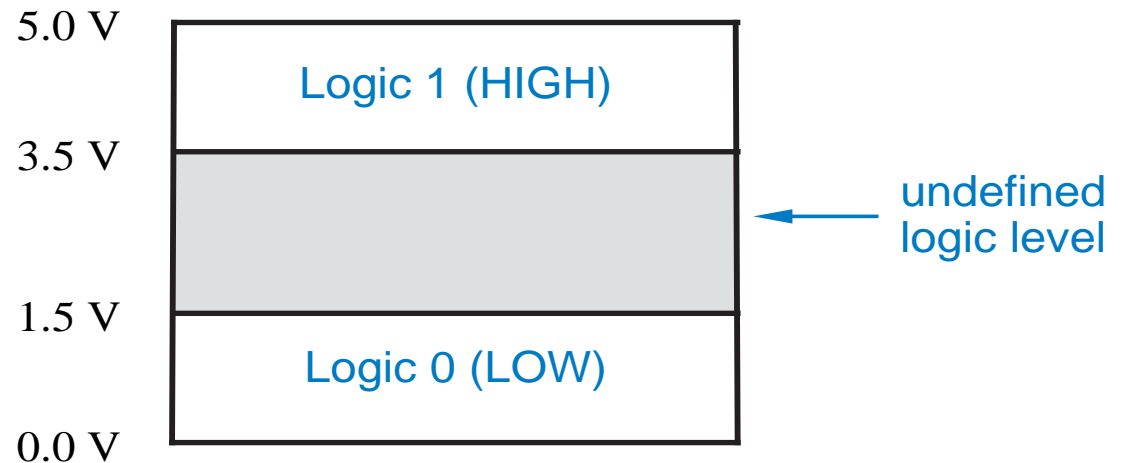 5.0 V
Logic 1 (HIGH)
3.5 V
undefined
logic level
1.5 V
Logic 0 (LOW)
0.0 V